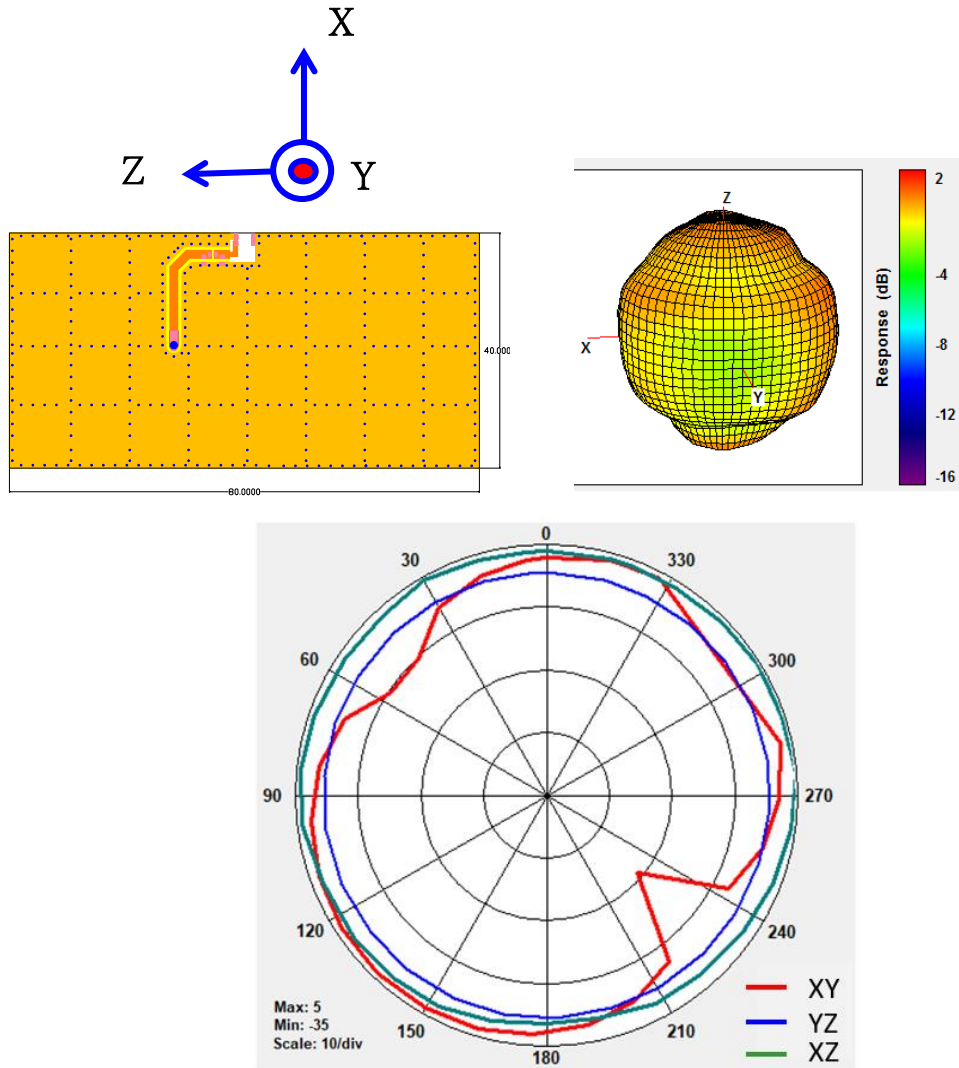 X
Z
Y
40.000
80.0000
Z
X
Y
2
-4
-8
-12
-16
Response (dB)
0
30
330
60
300
90
270
120
240
150
210
180
Max: 5
Min: -35
Scale: 10/div
XY
YZ
XZ